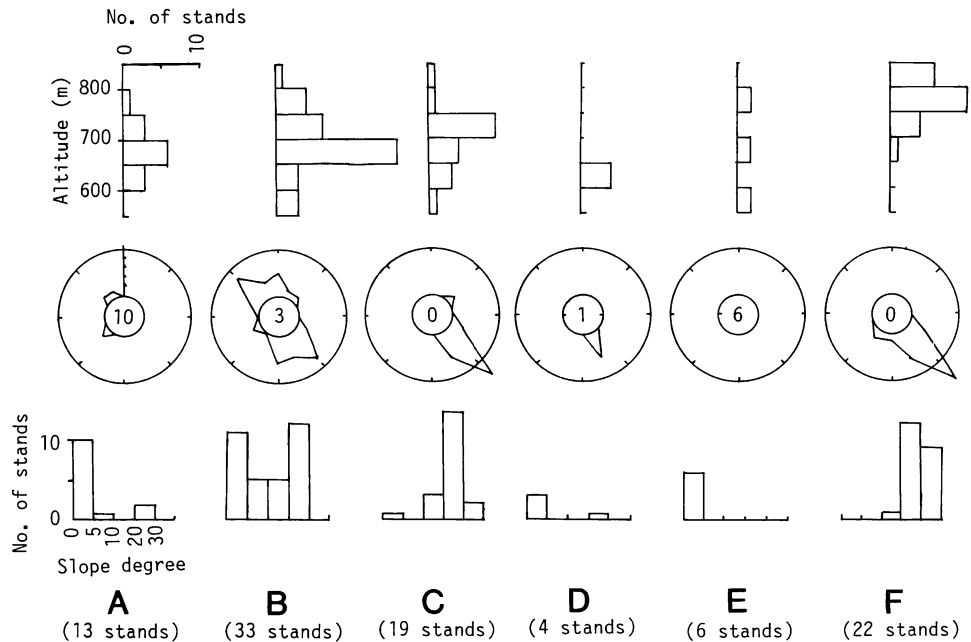 No. of stands
0 10
Altitude (m)
800
700
600
10 3 0 1 6 0
No. of stands
10
0
0 5 10 20 30
Slope degree
A B C D E F
(13 stands) (33 stands) (19 stands) (4 stands) (6 stands) (22 stands)